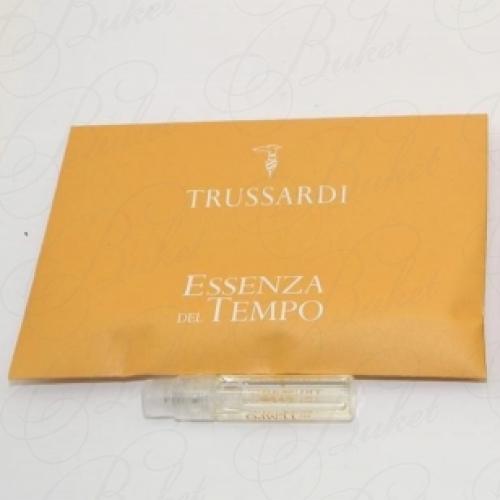 Buket
TRUSSARDI
ESSENZA
DEL TEMPO